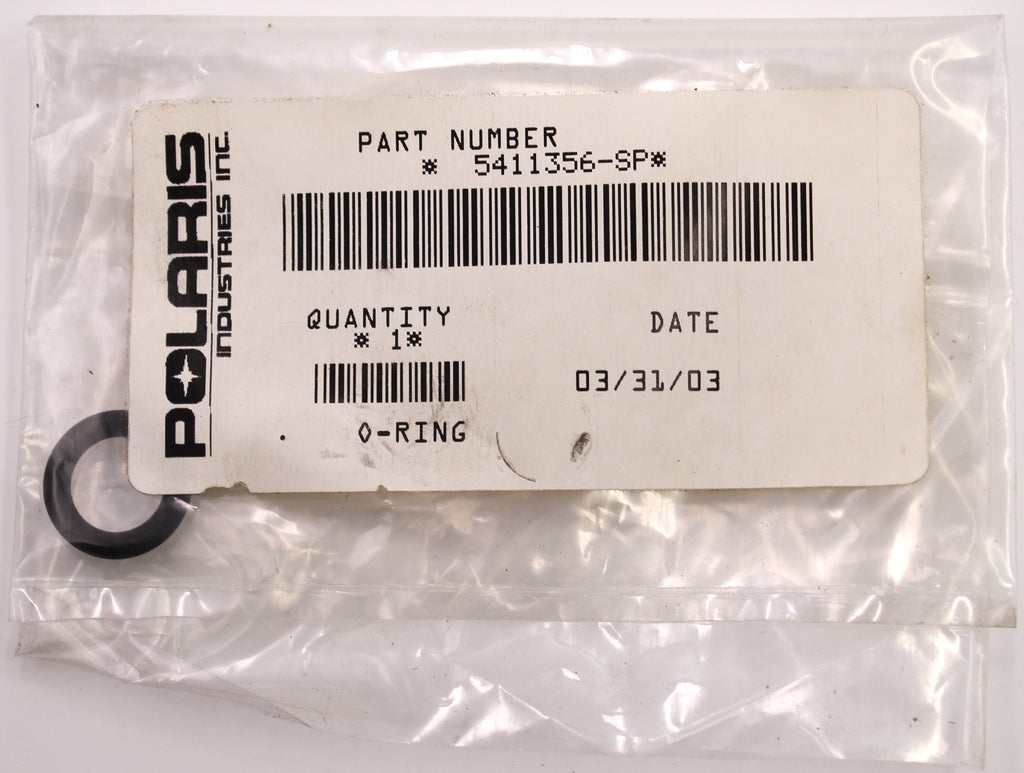 POLARIS
INDUSTRIES INC.
PART NUMBER
* 5411356-SP*
QUANTITY
* 1*
DATE
03/31/03
O-RING